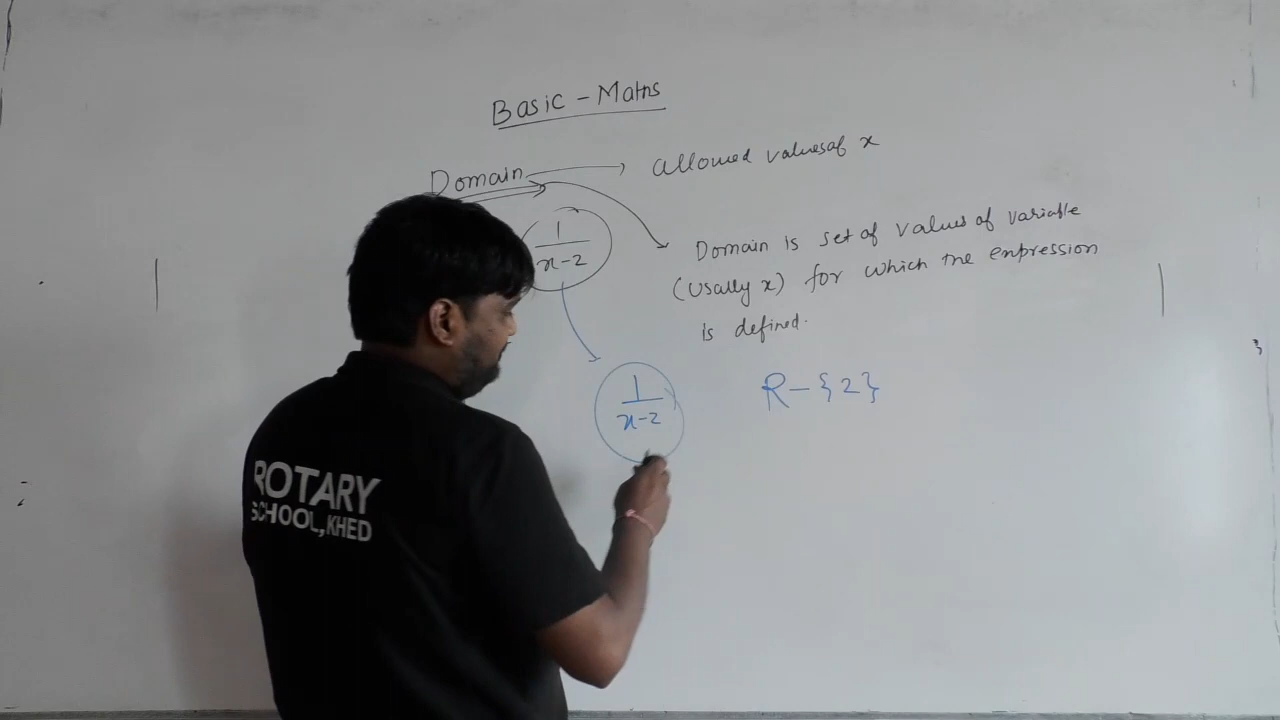 Basic - Maths
Domain → allowed values of x
1
x-2
Domain is set of values of variable
(Usally x) for which the expression
is defined.
1
x-2
R-{2}
ROTARY
SCHOOL, KHED